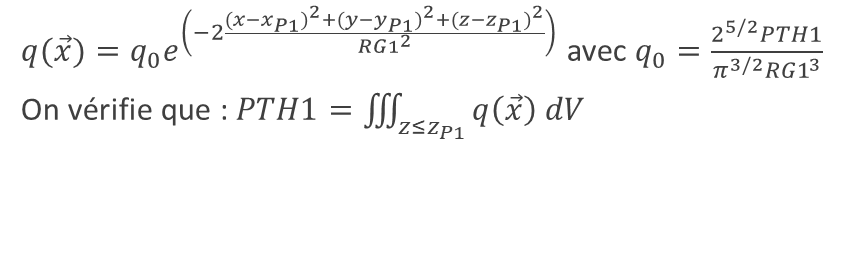 q(x⃗) = q₀e^(−2 ((x−x_P1)²+(y−y_P1)²+(z−z_P1)²)/RG1²) avec q₀ = 2^(5/2)PTH1/(π^(3/2)RG1³)
On vérifie que : PTH1 = ∭_(z≤z_P1) q(x⃗) dV